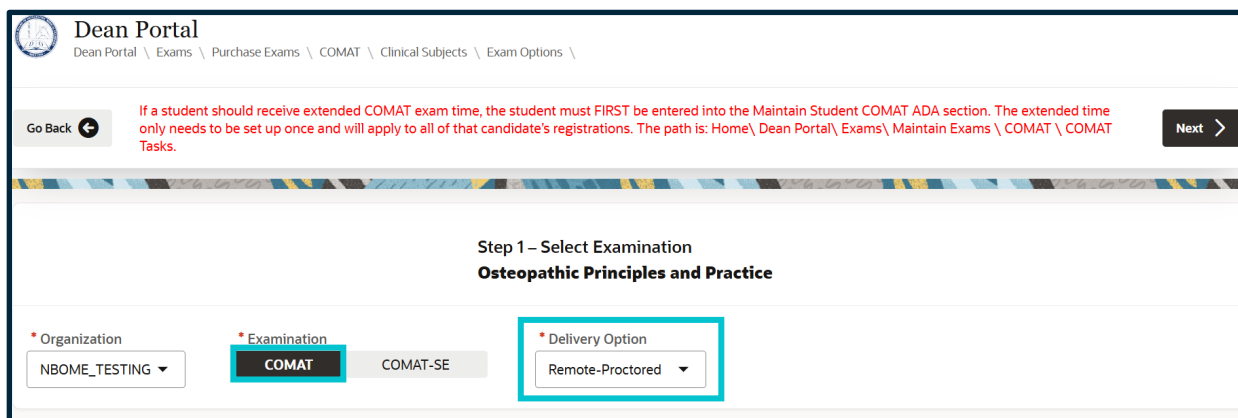 Dean Portal
Dean Portal \ Exams \ Purchase Exams \ COMAT \ Clinical Subjects \ Exam Options \
Go Back
If a student should receive extended COMAT exam time, the student must FIRST be entered into the Maintain Student COMAT ADA section. The extended time
only needs to be set up once and will apply to all of that candidate's registrations. The path is: Home\ Dean Portal\ Exams\ Maintain Exams \ COMAT \ COMAT
Tasks.
Next
Step 1 – Select Examination
Osteopathic Principles and Practice
* Organization
NBOME_TESTING
* Examination
COMAT
COMAT-SE
* Delivery Option
Remote-Proctored